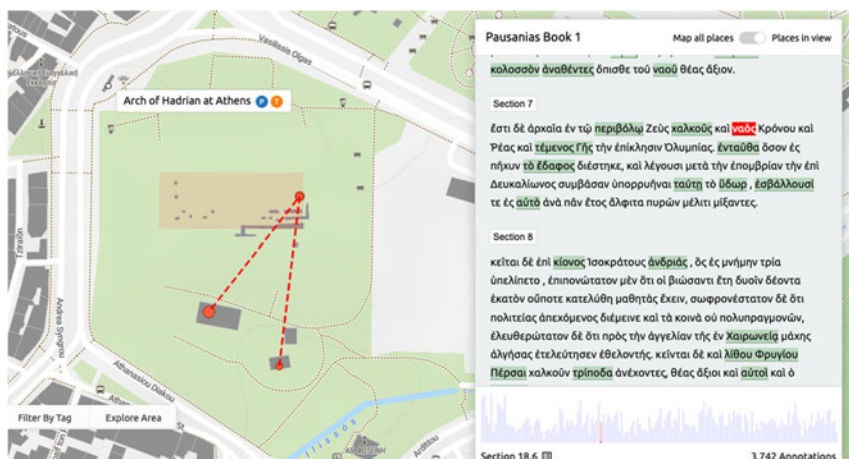 Vasilissis Olgas
Arch of Hadrian at Athens P T
Tziraion
Andrea Syngrou
Athanasiou Diakou
Ilissós
Ardittou
Filter By Tag
Explore Area
Pausanias Book 1
Map all places
Places in view
κολοσσὸν ἀναθέντες ὄπισθε τοῦ ναοῦ θέας ἄξιον.
Section 7
ἔστι δὲ ἀρχαῖα ἐν τῷ περιβόλῳ Ζεὺς χαλκοῦς καὶ ναὸς Κρόνου καὶ
Ῥέας καὶ τέμενος Γῆς τὴν ἐπίκλησιν Ὀλυμπίας. ἐνταῦθα ὅσον ἐς
πῆχυν τὸ ἔδαφος διέστηκε, καὶ λέγουσι μετὰ τὴν ἐπομβρίαν τὴν ἐπὶ
Δευκαλίωνος συμβᾶσαν ὑπορρυῆναι ταύτῃ τὸ ὕδωρ , ἐσβάλλουσί
τε ἐς αὐτὸ ἀνὰ πᾶν ἔτος ἄλφιτα πυρῶν μέλιτι μίξαντες.
Section 8
κεῖται δὲ ἐπὶ κίονος Ἰσοκράτους ἀνδριάς , ὃς ἐς μνήμην τρία
ὑπελίπετο , ἐπιπονώτατον μὲν ὅτι οἱ βιώσαντι ἔτη δυοῖν δέοντα
ἑκατὸν οὔποτε κατελύθη μαθητὰς ἔχειν, σωφρονέστατον δὲ ὅτι
πολιτείας ἀπεχόμενος διέμεινε καὶ τὰ κοινὰ οὐ πολυπραγμονῶν,
ἐλευθερώτατον δὲ ὅτι πρὸς τὴν ἀγγελίαν τῆς ἐν Χαιρωνείᾳ μάχης
ἀλγήσας ἐτελεύτησεν ἐθελοντής. κεῖνται δὲ καὶ λίθου Φρυγίου
Πέρσαι χαλκοῦν τρίποδα ἀνέχοντες, θέας ἄξιοι καὶ αὐτοὶ καὶ ὁ
Section 18.6
3,742 Annotations